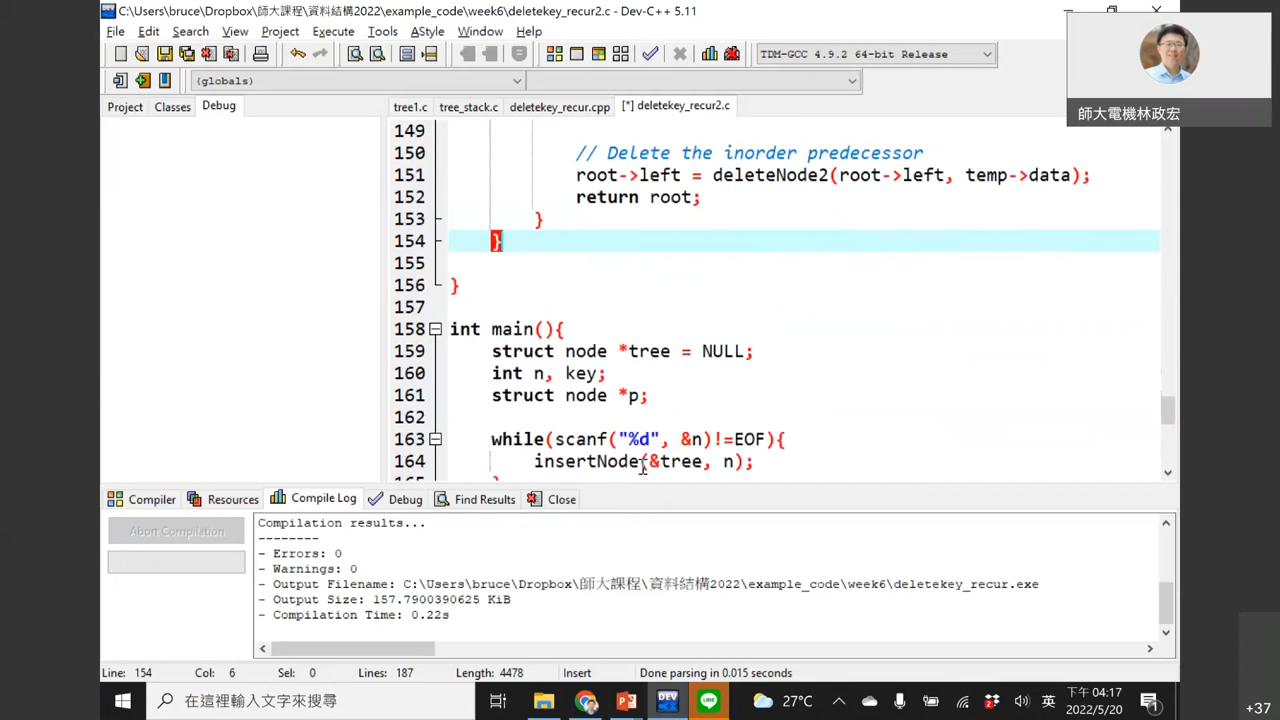 C:\Users\bruce\Dropbox\師大課程\資料結構2022\example_code\week6\deletekey_recur2.c - Dev-C++ 5.11
File Edit Search View Project Execute Tools AStyle Window Help
TDM-GCC 4.9.2 64-bit Release
(globals)
師大電機林政宏
Project Classes Debug
tree1.c tree_stack.c deletekey_recur.cpp [*] deletekey_recur2.c
149
150 // Delete the inorder predecessor
151 root->left = deleteNode2(root->left, temp->data);
152 return root;
153 }
154 }
155
156 }
157
158 int main(){
159 struct node *tree = NULL;
160 int n, key;
161 struct node *p;
162
163 while(scanf("%d", &n)!=EOF){
164 insertNode(&tree, n);
Compiler Resources Compile Log Debug Find Results Close
Abort Compilation
Compilation results...
--------
- Errors: 0
- Warnings: 0
- Output Filename: C:\Users\bruce\Dropbox\師大課程\資料結構2022\example_code\week6\deletekey_recur.exe
- Output Size: 157.7900390625 KiB
- Compilation Time: 0.22s
Line: 154 Col: 6 Sel: 0 Lines: 187 Length: 4478 Insert Done parsing in 0.015 seconds
在這裡輸入文字來搜尋
DEV
LINE
27°C
英
下午 04:17
2022/5/20
1
+37